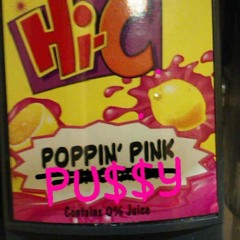 Hi-C
POPPIN' PINK
PU$$Y
Contains 0% Juice